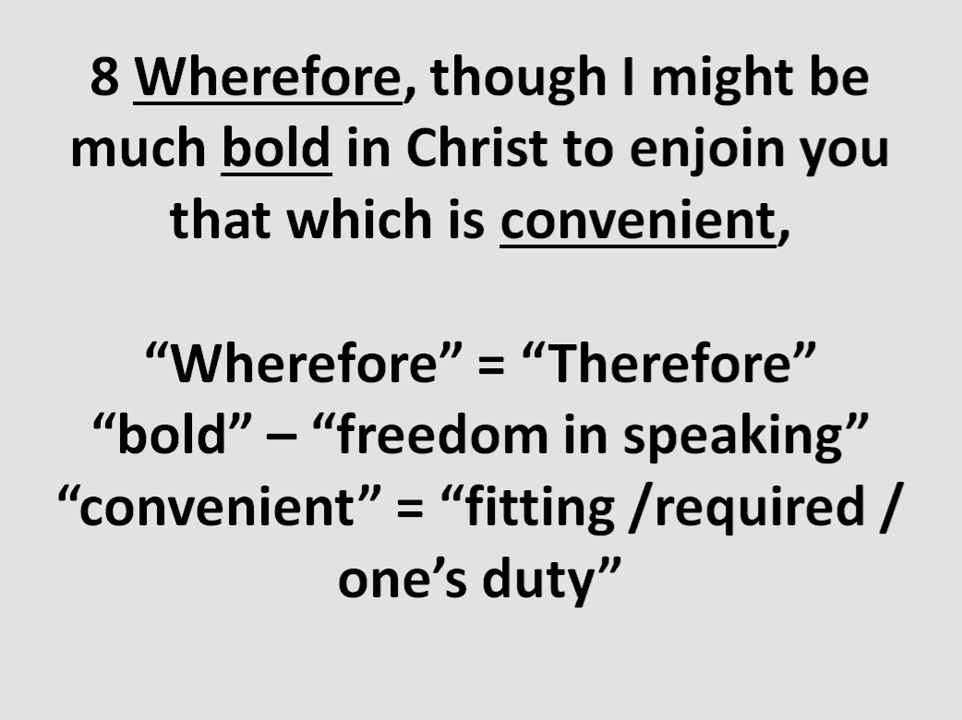 8 Wherefore, though I might be
much bold in Christ to enjoin you
that which is convenient,
“Wherefore” = “Therefore”
“bold” – “freedom in speaking”
“convenient” = “fitting /required /
one’s duty”